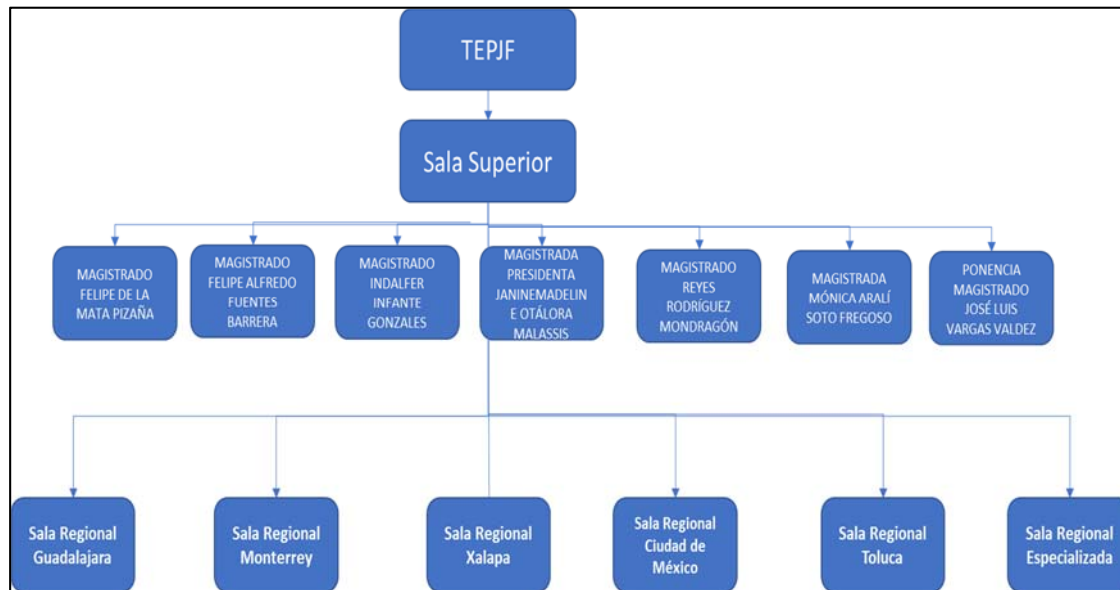 TEPJF
Sala Superior
MAGISTRADO
FELIPE DE LA
MATA PIZAÑA
MAGISTRADO
FELIPE ALFREDO
FUENTES
BARRERA
MAGISTRADO
INDALFER
INFANTE
GONZALES
MAGISTRADA
PRESIDENTA
JANINEMADELIN
E OTÁLORA
MALASSIS
MAGISTRADO
REYES
RODRÍGUEZ
MONDRAGÓN
MAGISTRADA
MÓNICA ARALÍ
SOTO FREGOSO
PONENCIA
MAGISTRADO
JOSÉ LUIS
VARGAS VALDEZ
Sala Regional
Guadalajara
Sala Regional
Monterrey
Sala Regional
Xalapa
Sala Regional
Ciudad de
México
Sala Regional
Toluca
Sala Regional
Especializada